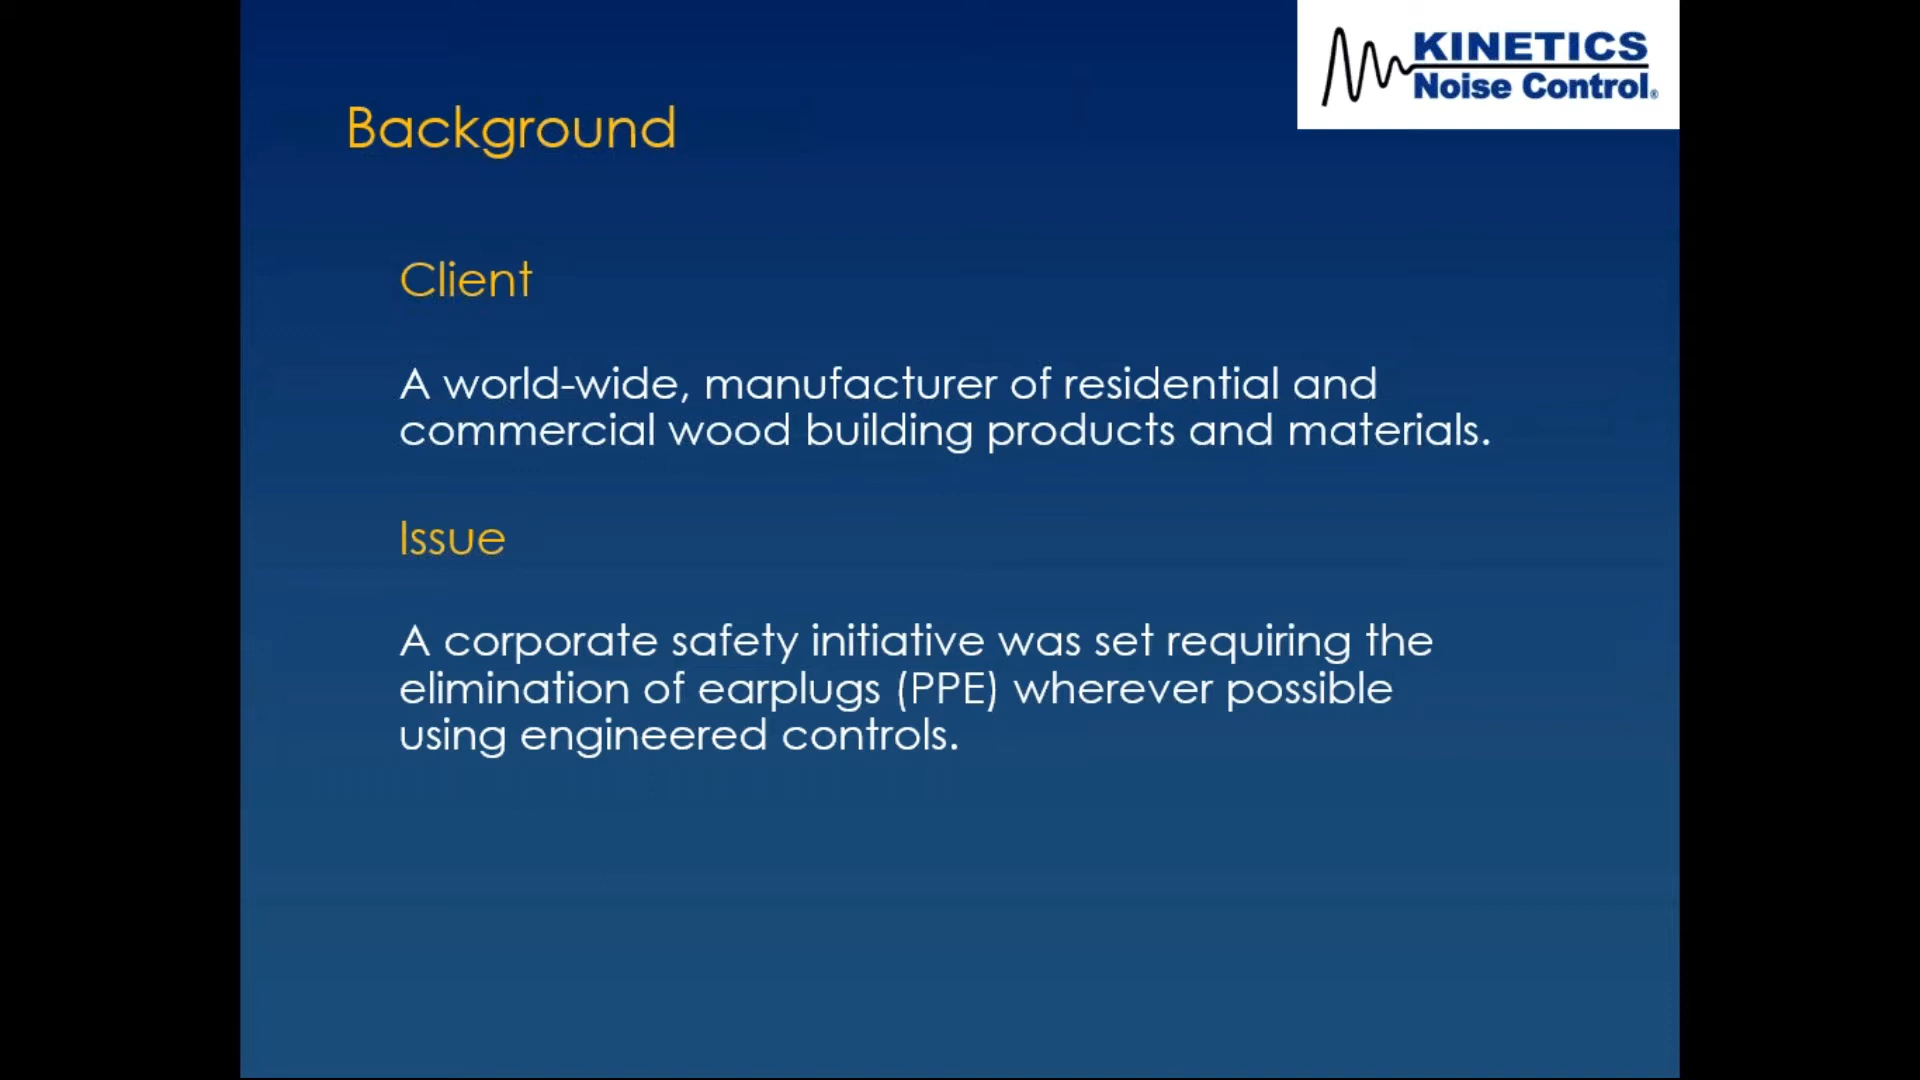 KINETICS
Noise Control®
Background
Client
A world-wide, manufacturer of residential and
commercial wood building products and materials.
Issue
A corporate safety initiative was set requiring the
elimination of earplugs (PPE) wherever possible
using engineered controls.